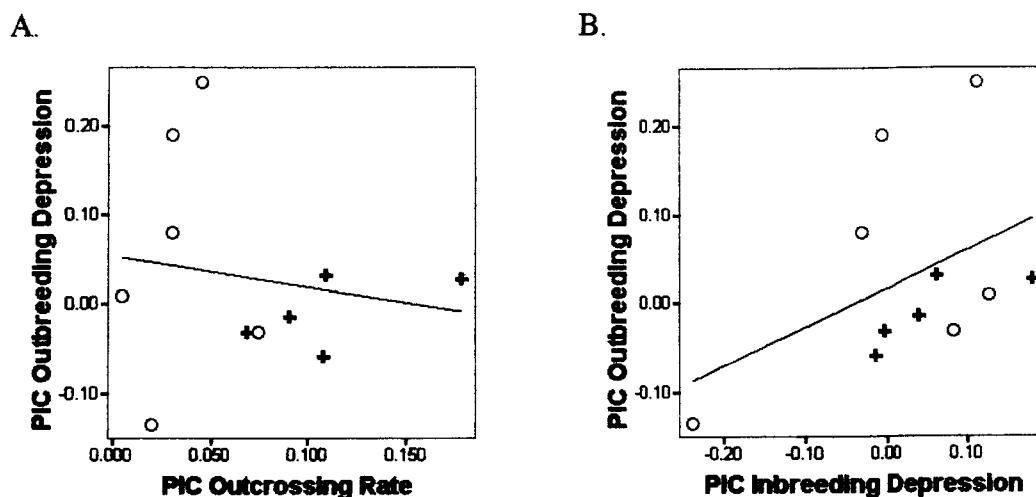 A.
PIC Outbreeding Depression
0.20
0.10
0.00
-0.10
0.000
0.050
0.100
0.150
PIC Outcrossing Rate
B.
PIC Outbreeding Depression
0.20
0.10
0.00
-0.10
-0.20
0.00
0.10
PIC Inbreeding Depression